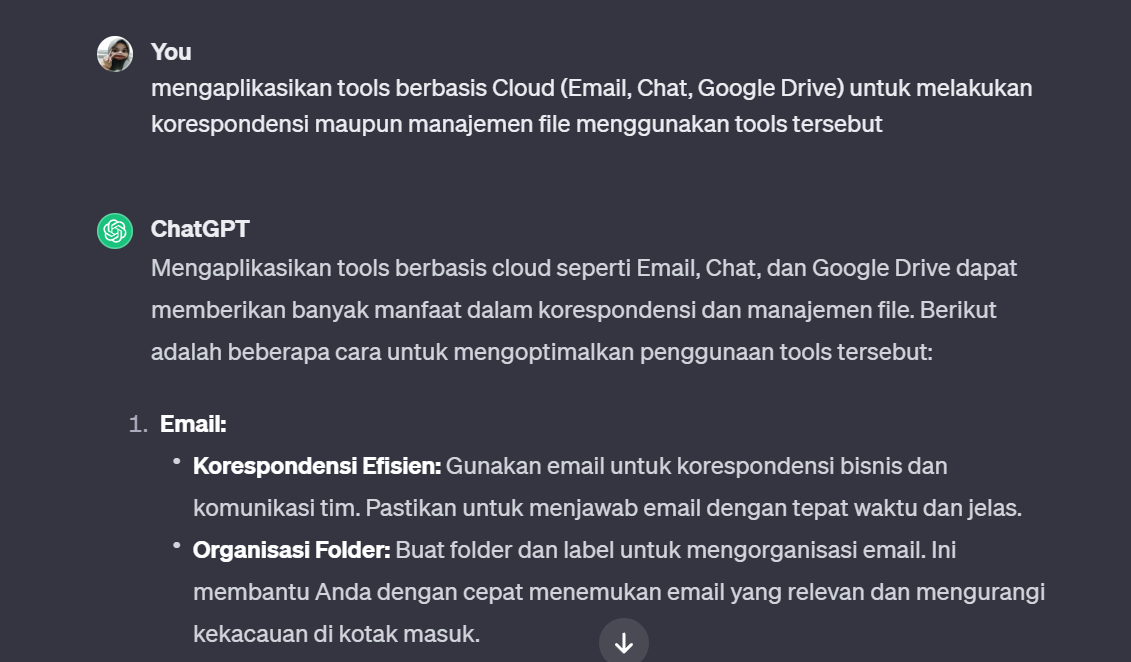 You
mengaplikasikan tools berbasis Cloud (Email, Chat, Google Drive) untuk melakukan
korespondensi maupun manajemen file menggunakan tools tersebut
ChatGPT
Mengaplikasikan tools berbasis cloud seperti Email, Chat, dan Google Drive dapat
memberikan banyak manfaat dalam korespondensi dan manajemen file. Berikut
adalah beberapa cara untuk mengoptimalkan penggunaan tools tersebut:
1. Email:
• Korespondensi Efisien: Gunakan email untuk korespondensi bisnis dan
komunikasi tim. Pastikan untuk menjawab email dengan tepat waktu dan jelas.
• Organisasi Folder: Buat folder dan label untuk mengorganisasi email. Ini
membantu Anda dengan cepat menemukan email yang relevan dan mengurangi
kekacauan di kotak masuk.